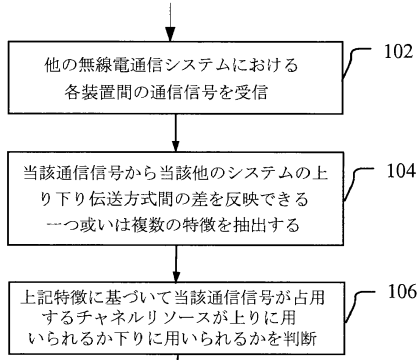 他の無線電通信システムにおける
各装置間の通信信号を受信
102
当該通信信号から当該他のシステムの上
り下り伝送方式間の差を反映できる
一つ或いは複数の特徴を抽出する
104
上記特徴に基づいて当該通信信号が占用
するチャネルリソースが上りに用
いられるか下りに用いられるかを判断
106